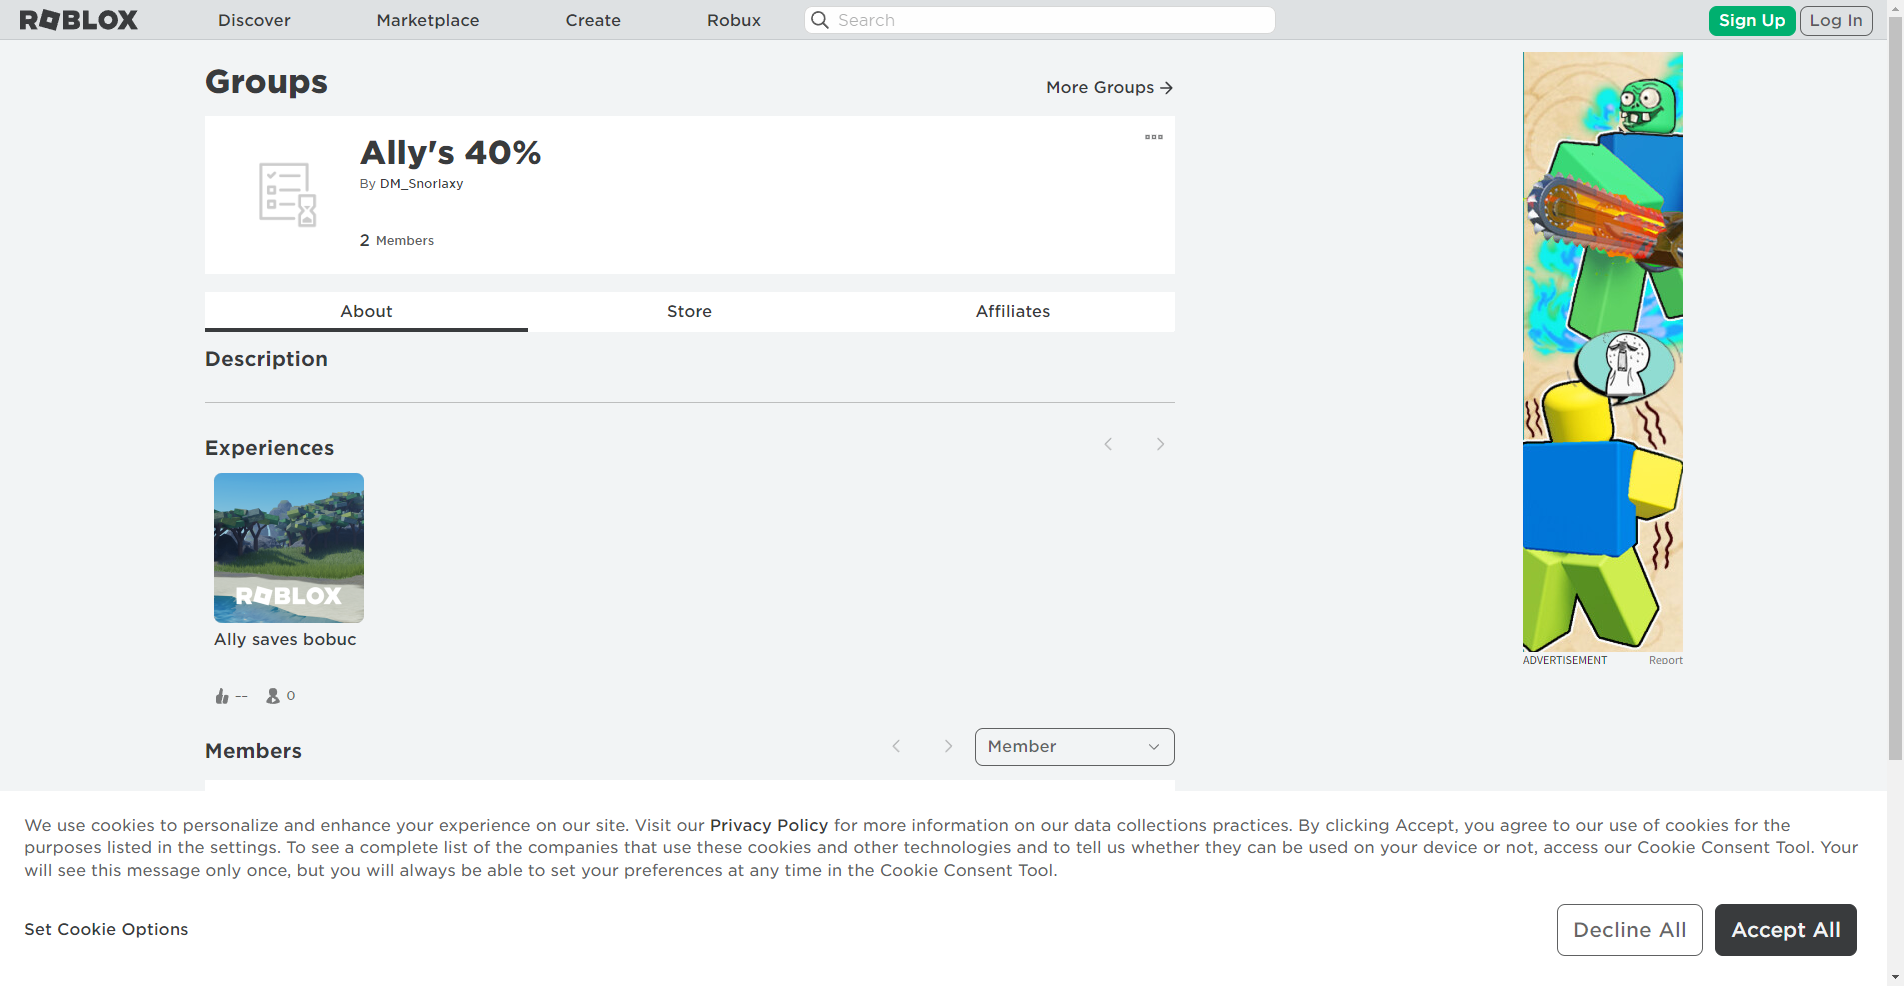 ROBLOX Discover Marketplace Create Robux Search Sign Up Log In
Groups
More Groups
Ally's 40%
By DM_Snorlaxy
2 Members
About Store Affiliates
Description
Experiences
ROBLOX
Ally saves bobuc
-- 0
Members
Member
ADVERTISEMENT Report
We use cookies to personalize and enhance your experience on our site. Visit our Privacy Policy for more information on our data collections practices. By clicking Accept, you agree to our use of cookies for the
purposes listed in the settings. To see a complete list of the companies that use these cookies and other technologies and to tell us whether they can be used on your device or not, access our Cookie Consent Tool. Your
will see this message only once, but you will always be able to set your preferences at any time in the Cookie Consent Tool.
Set Cookie Options
Decline All
Accept All